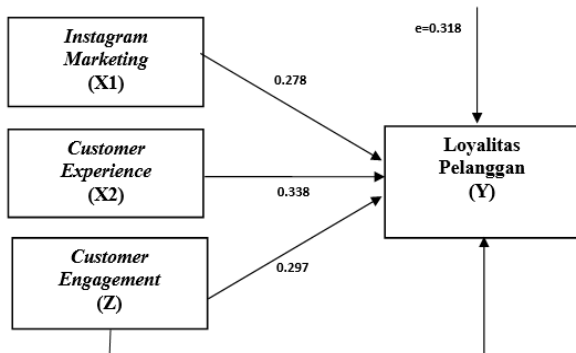 Instagram
Marketing
(X1)
e=0.318
0.278
Customer
Experience
(X2)
0.338
Loyalitas
Pelanggan
(Y)
Customer
Engagement
(Z)
0.297